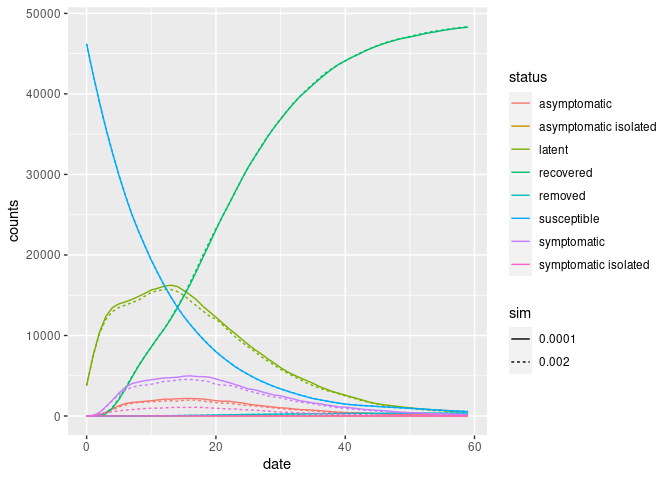 50000
40000
30000
20000
10000
0
counts
0
20
40
60
date
status
asymptomatic
asymptomatic isolated
latent
recovered
removed
susceptible
symptomatic
symptomatic isolated
sim
0.0001
0.002